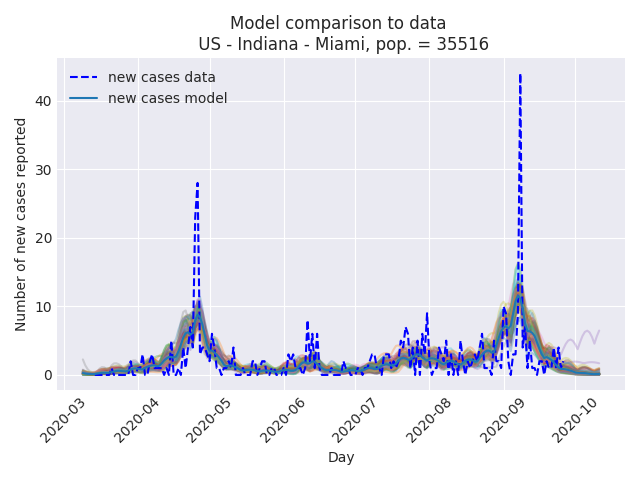 Model comparison to data
US - Indiana - Miami, pop. = 35516
new cases data
new cases model
Number of new cases reported
40
30
20
10
0
2020-03
2020-04
2020-05
2020-06
2020-07
2020-08
2020-09
2020-10
Day